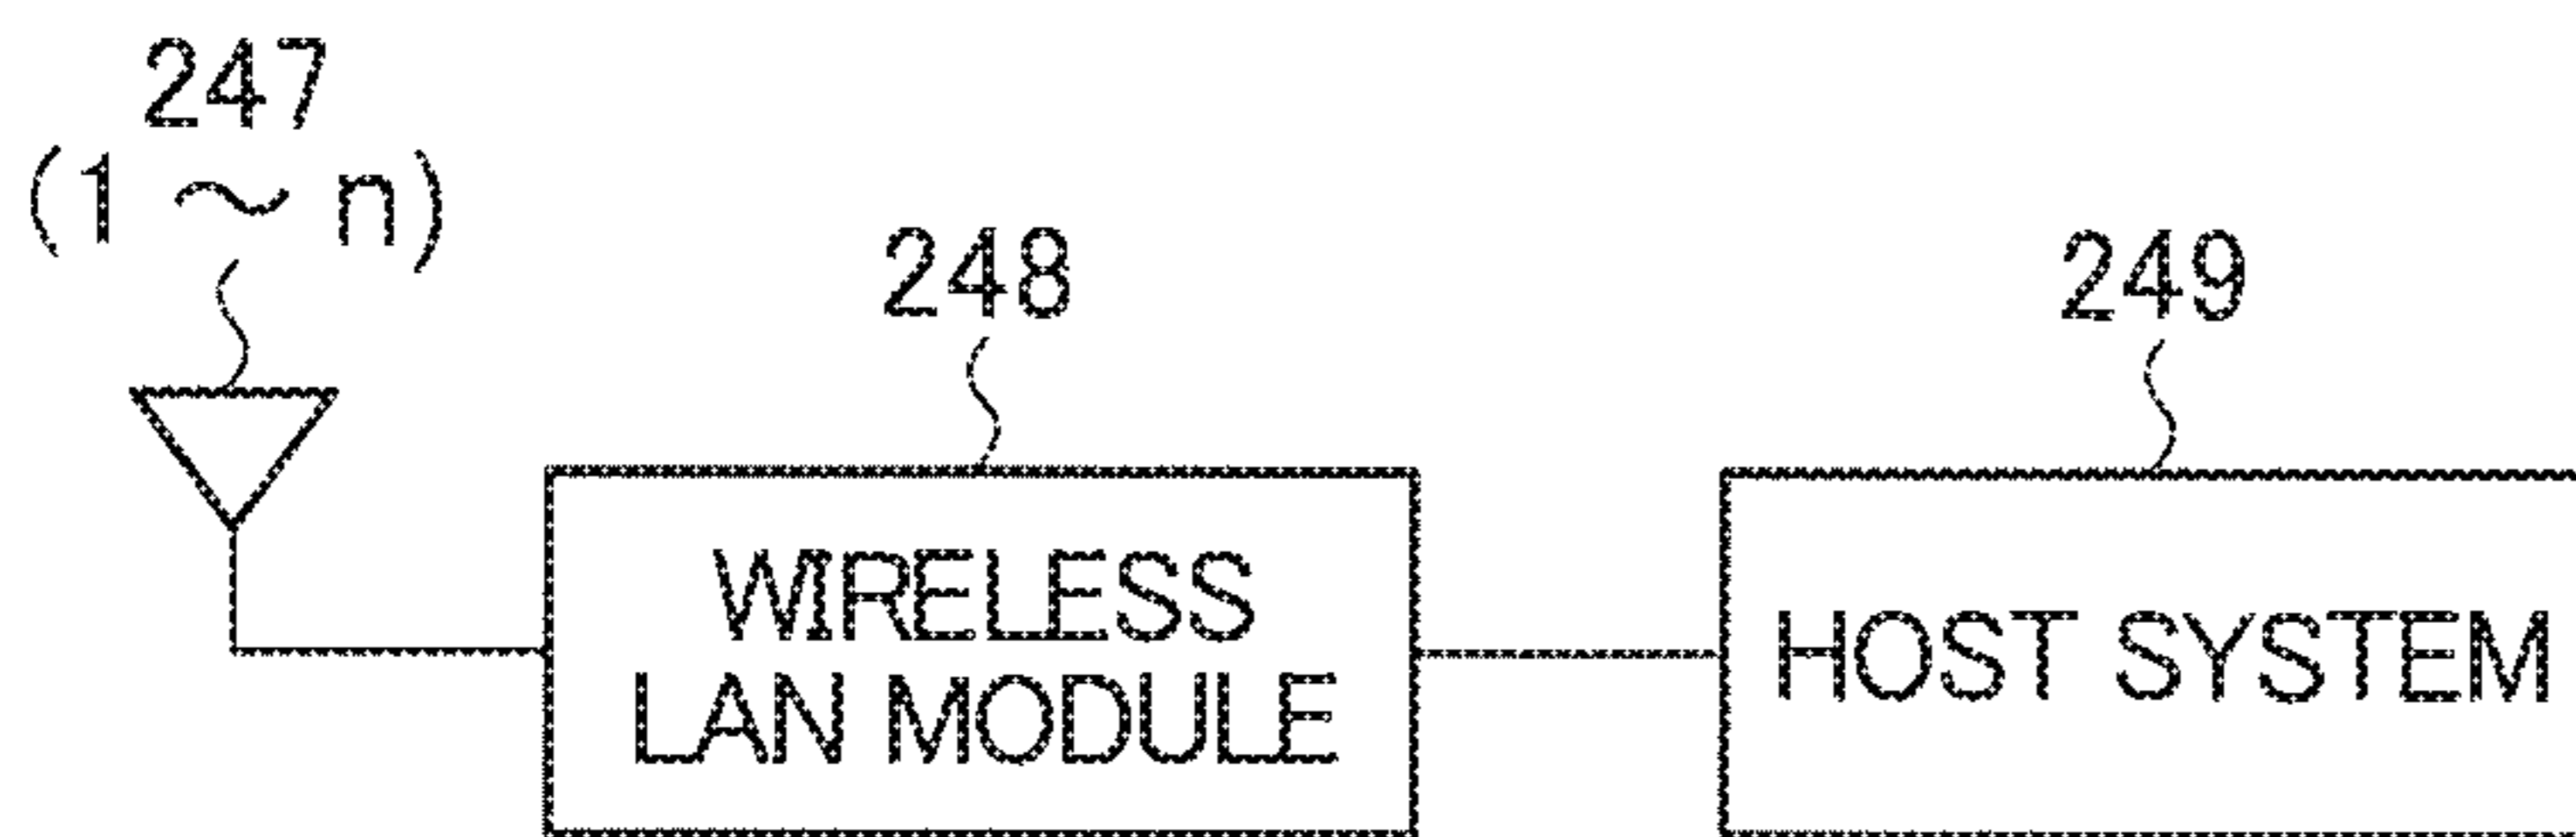 247
(1 ~ n)
248
249
WIRELESS
LAN MODULE
HOST SYSTEM